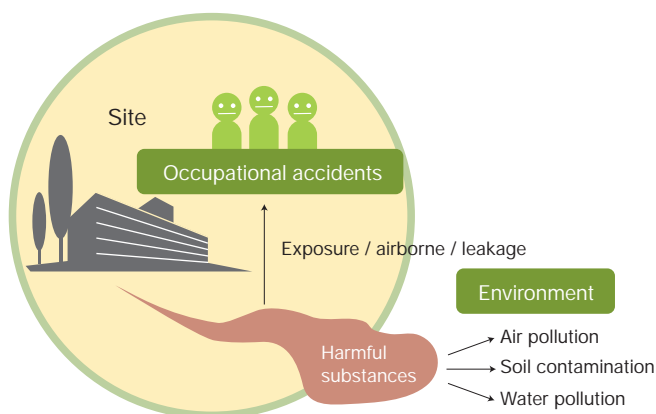 Site
Occupational accidents
Exposure / airborne / leakage
Environment
Harmful
substances
Air pollution
Soil contamination
Water pollution